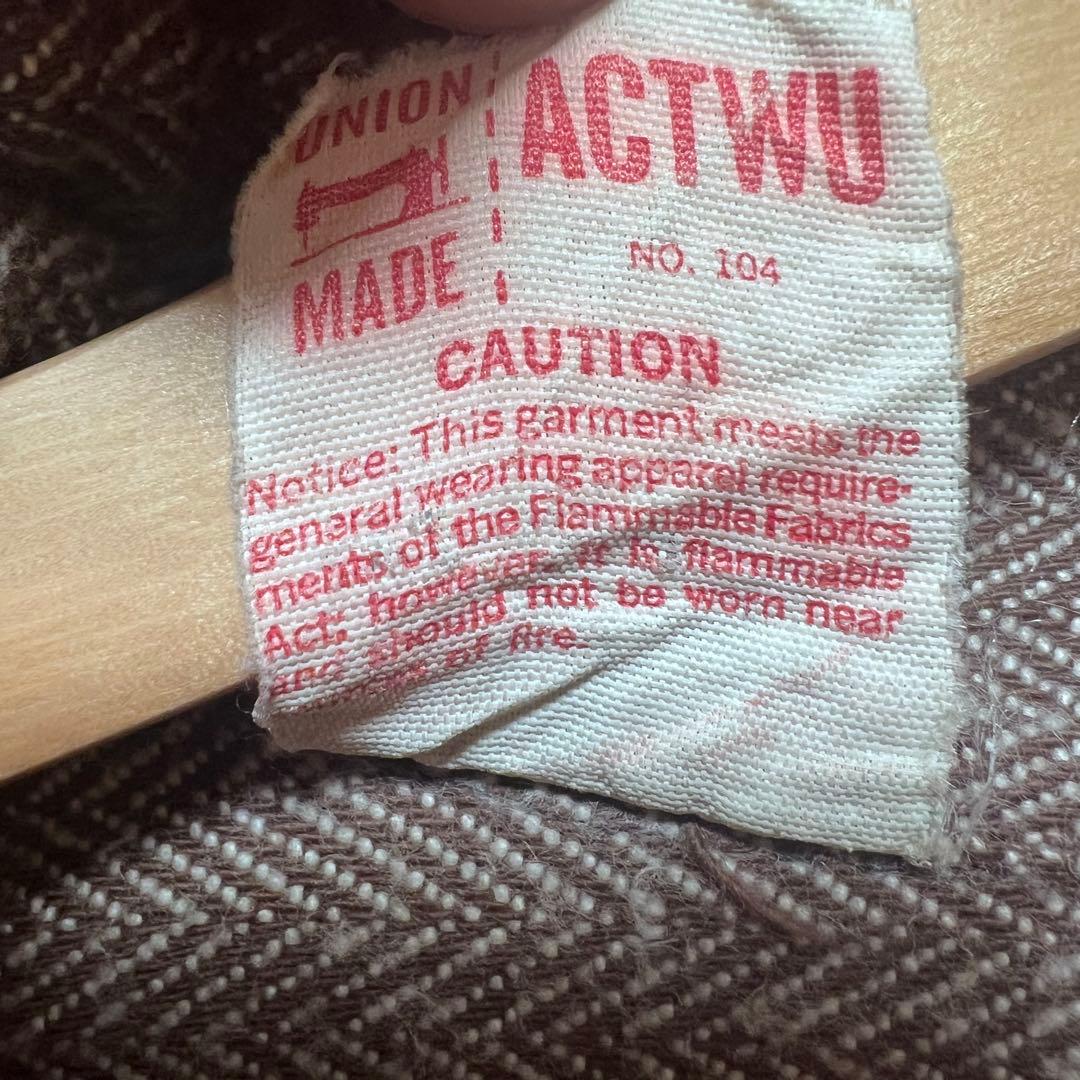 UNION
MADE
ACTWU
NO. 104
CAUTION
Notice: This garment meets the
general wearing apparel require-
ments of the Flammable Fabrics
Act; however, it is flammable
and should not be worn near
of fire.